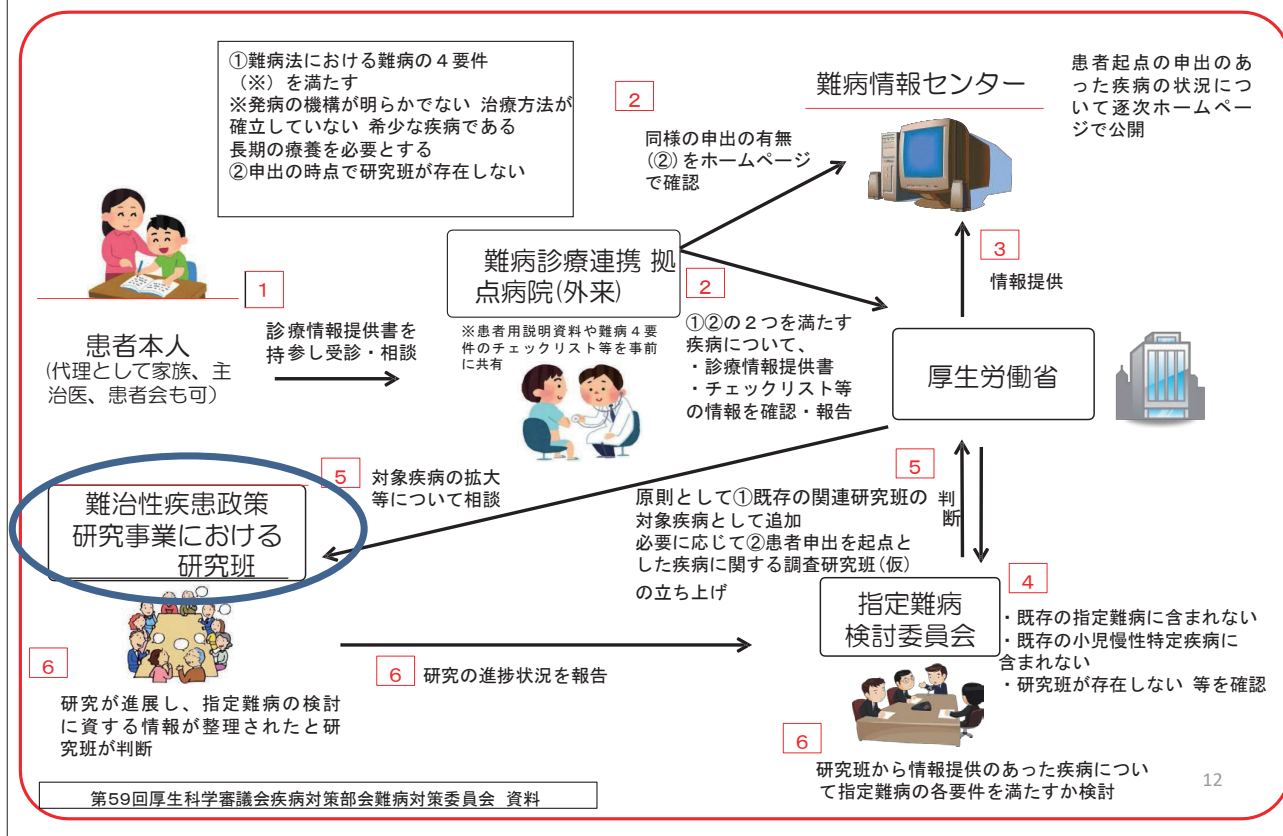 ①難病法における難病の４要件
（※）を満たす
※発病の機構が明らかでない 治療方法が
確立していない 希少な疾病である
長期の療養を必要とする
②申出の時点で研究班が存在しない
2
同様の申出の有無
(②)をホームページ
で確認
難病情報センター
患者起点の申出のあ
った疾病の状況につ
いて逐次ホームペー
ジで公開
3
情報提供
1
診療情報提供書を
持参し受診・相談
患者本人
(代理として家族、主
治医、患者会も可)
難病診療連携 拠
点病院(外来)
※患者用説明資料や難病４要
件のチェックリスト等を事前
に共有
2
①②の２つを満たす
疾病について、
・診療情報提供書
・チェックリスト等
の情報を確認・報告
厚生労働省
5
対象疾病の拡大
等について相談
難治性疾患政策
研究事業における
研究班
5
判断
原則として①既存の関連研究班の
対象疾病として追加
必要に応じて②患者申出を起点と
した疾病に関する調査研究班(仮)
の立ち上げ
指定難病
検討委員会
4
・既存の指定難病に含まれない
・既存の小児慢性特定疾病に
含まれない
・研究班が存在しない 等を確認
6
研究が進展し、指定難病の検討
に資する情報が整理されたと研
究班が判断
6
研究の進捗状況を報告
6
研究班から情報提供のあった疾病につい
て指定難病の各要件を満たすか検討
第59回厚生科学審議会疾病対策部会難病対策委員会 資料
12